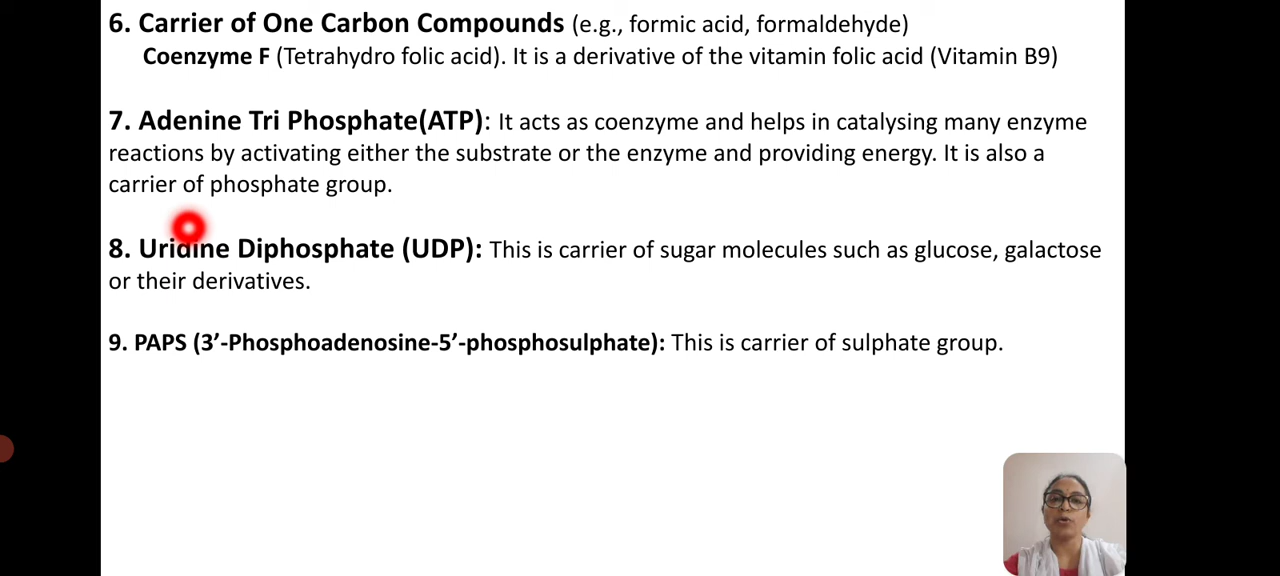 6. Carrier of One Carbon Compounds (e.g., formic acid, formaldehyde)
Coenzyme F (Tetrahydro folic acid). It is a derivative of the vitamin folic acid (Vitamin B9)
7. Adenine Tri Phosphate(ATP): It acts as coenzyme and helps in catalysing many enzyme
reactions by activating either the substrate or the enzyme and providing energy. It is also a
carrier of phosphate group.
8. Uridine Diphosphate (UDP): This is carrier of sugar molecules such as glucose, galactose
or their derivatives.
9. PAPS (3’-Phosphoadenosine-5’-phosphosulphate): This is carrier of sulphate group.